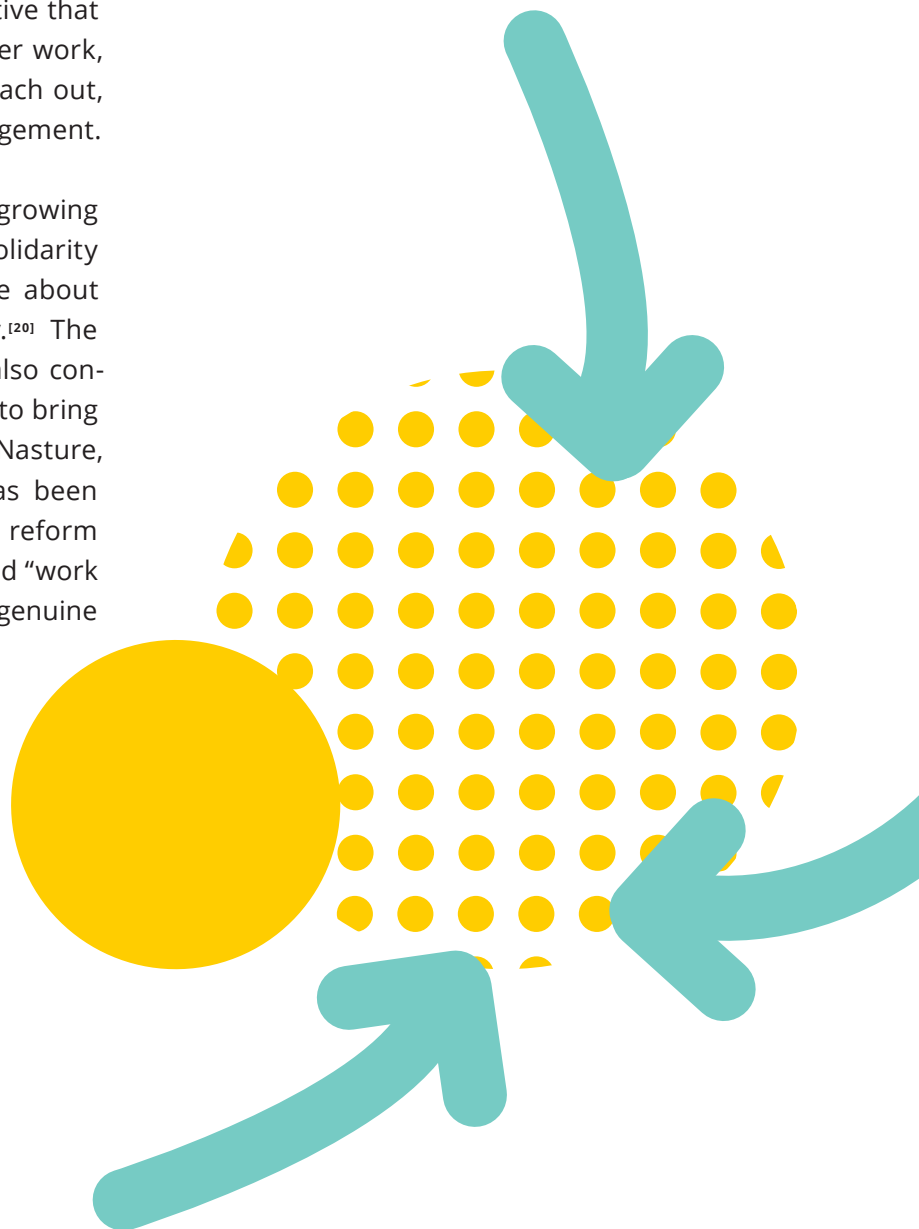 tive that
er work,
ach out,
gement.
growing
olidarity
e about
.[20] The
lso con-
to bring
Nasture,
as been
reform
d “work
genuine